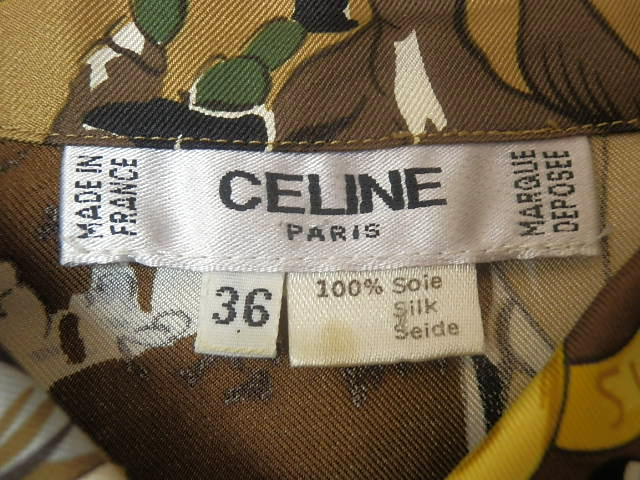 MADE IN
FRANCE
CELINE
PARIS
MARQUE
DEPOSEE
36
100% Soie
Silk
Seide